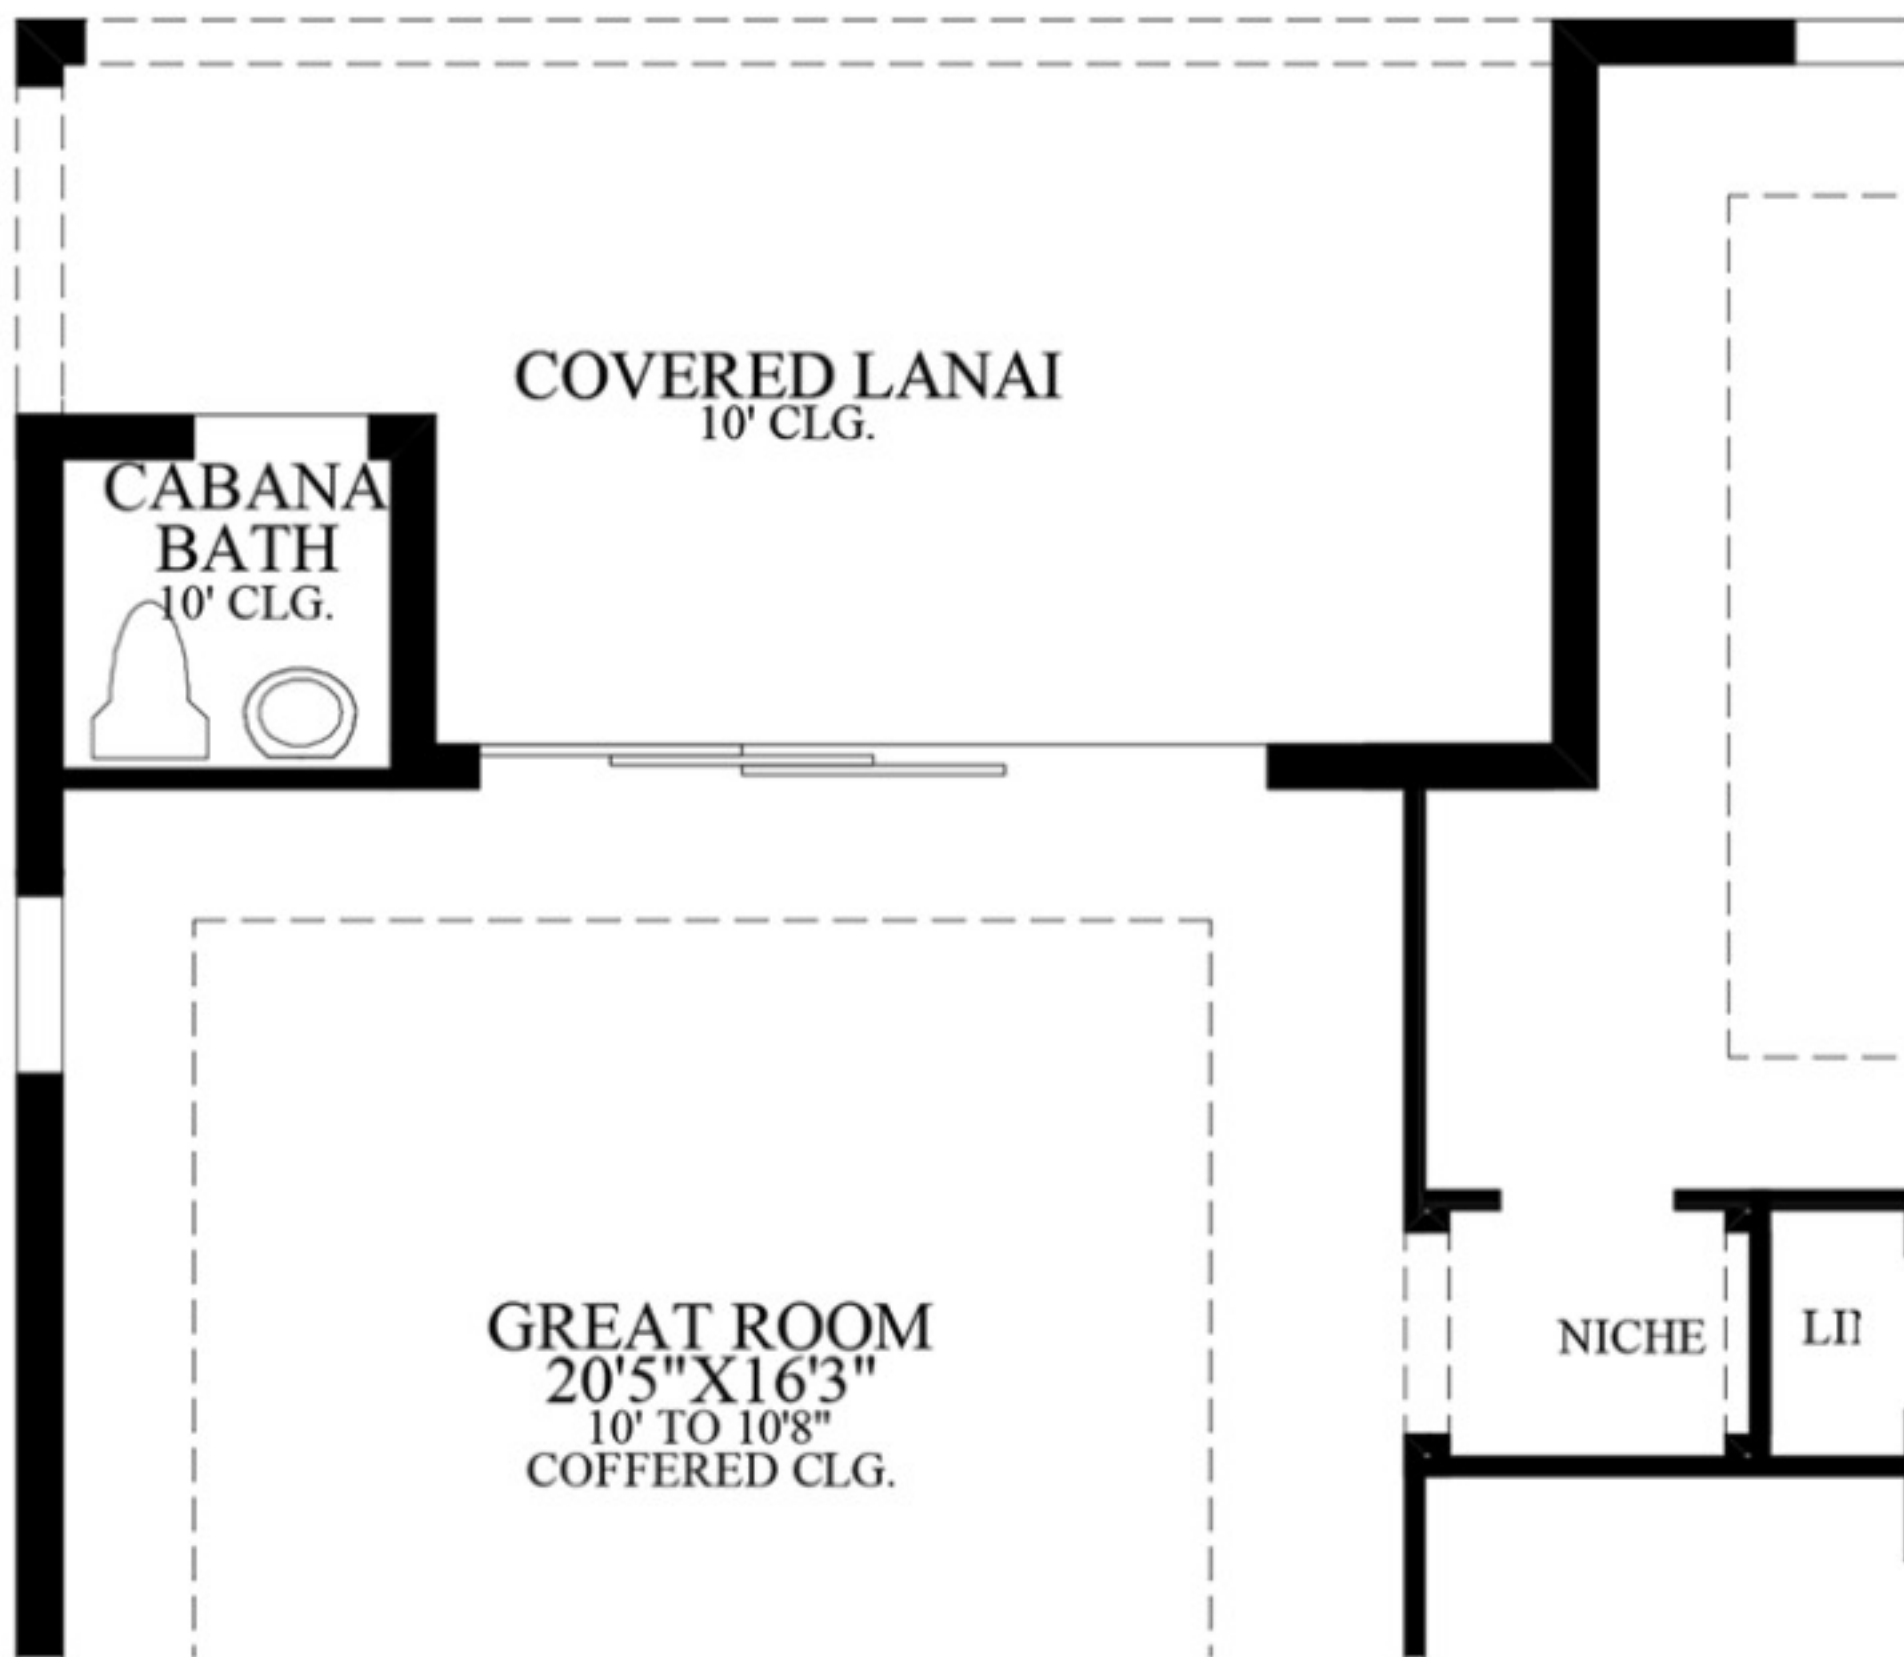 COVERED LANAI
10' CLG.
CABANA
BATH
10' CLG.
GREAT ROOM
20'5"X16'3"
10' TO 10'8"
COFFERED CLG.
NICHE